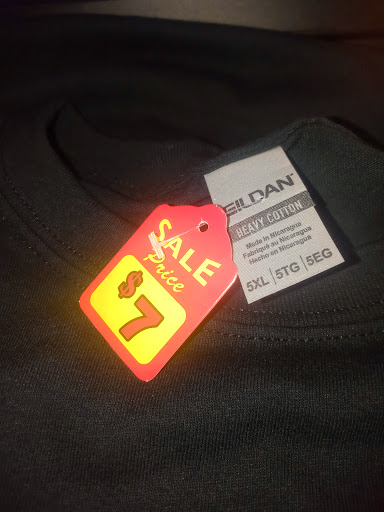 SALE
Price
$7
GILDAN
HEAVY COTTON
Made in Nicaragua
Fabriqué au Nicaragua
Hecho en Nicaragua
5XL | 5TG | 5EG